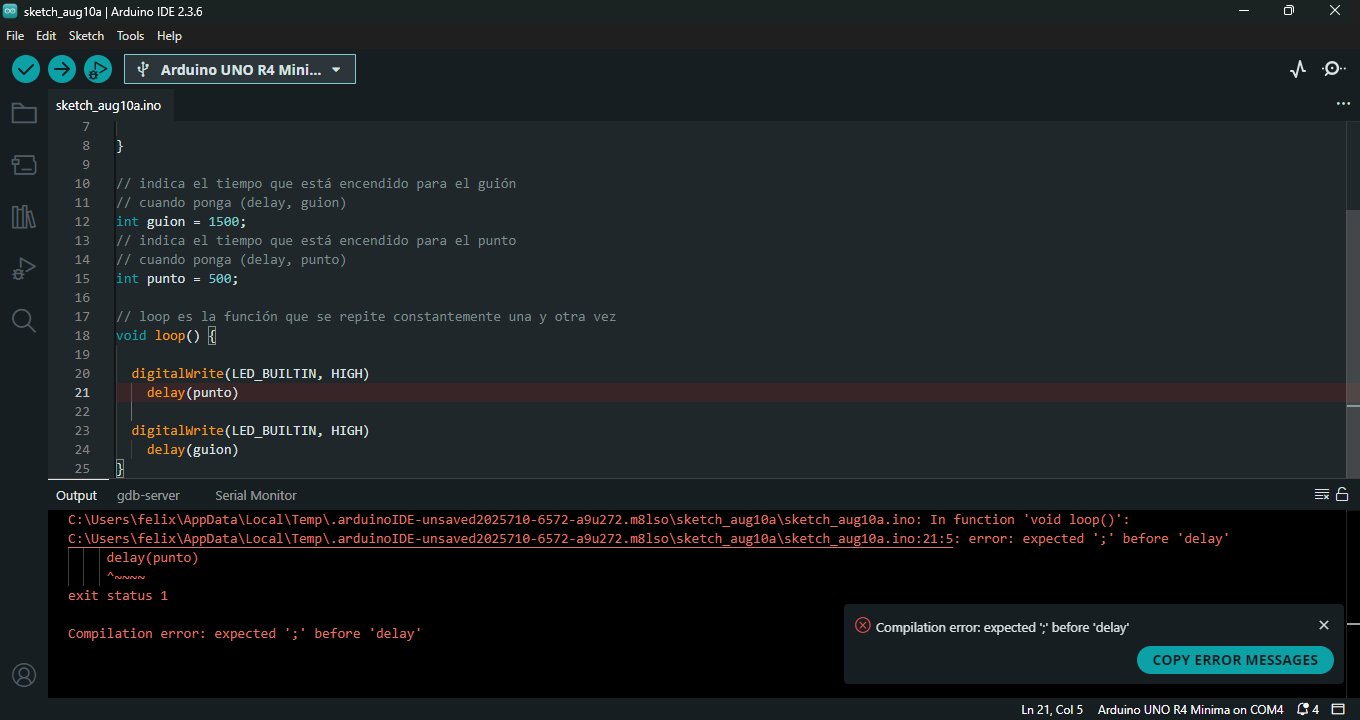 sketch_aug10a | Arduino IDE 2.3.6
File Edit Sketch Tools Help
Arduino UNO R4 Mini...
sketch_aug10a.ino
7
8 }
9
10 // indica el tiempo que está encendido para el guión
11 // cuando ponga (delay, guion)
12 int guion = 1500;
13 // indica el tiempo que está encendido para el punto
14 // cuando ponga (delay, punto)
15 int punto = 500;
16
17 // loop es la función que se repite constantemente una y otra vez
18 void loop() {
19
20 digitalWrite(LED_BUILTIN, HIGH)
21 delay(punto)
22
23 digitalWrite(LED_BUILTIN, HIGH)
24 delay(guion)
25 }
Output gdb-server Serial Monitor
C:\Users\felix\AppData\Local\Temp\.arduinoIDE-unsaved2025710-6572-a9u272.m8lso\sketch_aug10a\sketch_aug10a.ino: In function 'void loop()':
C:\Users\felix\AppData\Local\Temp\.arduinoIDE-unsaved2025710-6572-a9u272.m8lso\sketch_aug10a\sketch_aug10a.ino:21:5: error: expected ';' before 'delay'
delay(punto)
^~~~~
exit status 1
Compilation error: expected ';' before 'delay'
Compilation error: expected ';' before 'delay'
COPY ERROR MESSAGES
Ln 21, Col 5 Arduino UNO R4 Minima on COM4 4